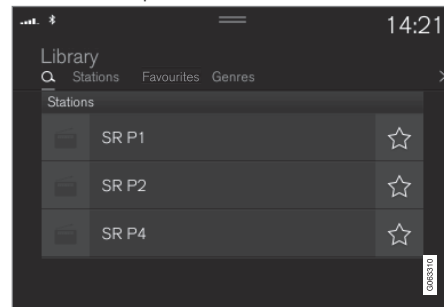 14:21
Library
Stations Favourites Genres
Stations
SR P1
SR P2
SR P4
G063310